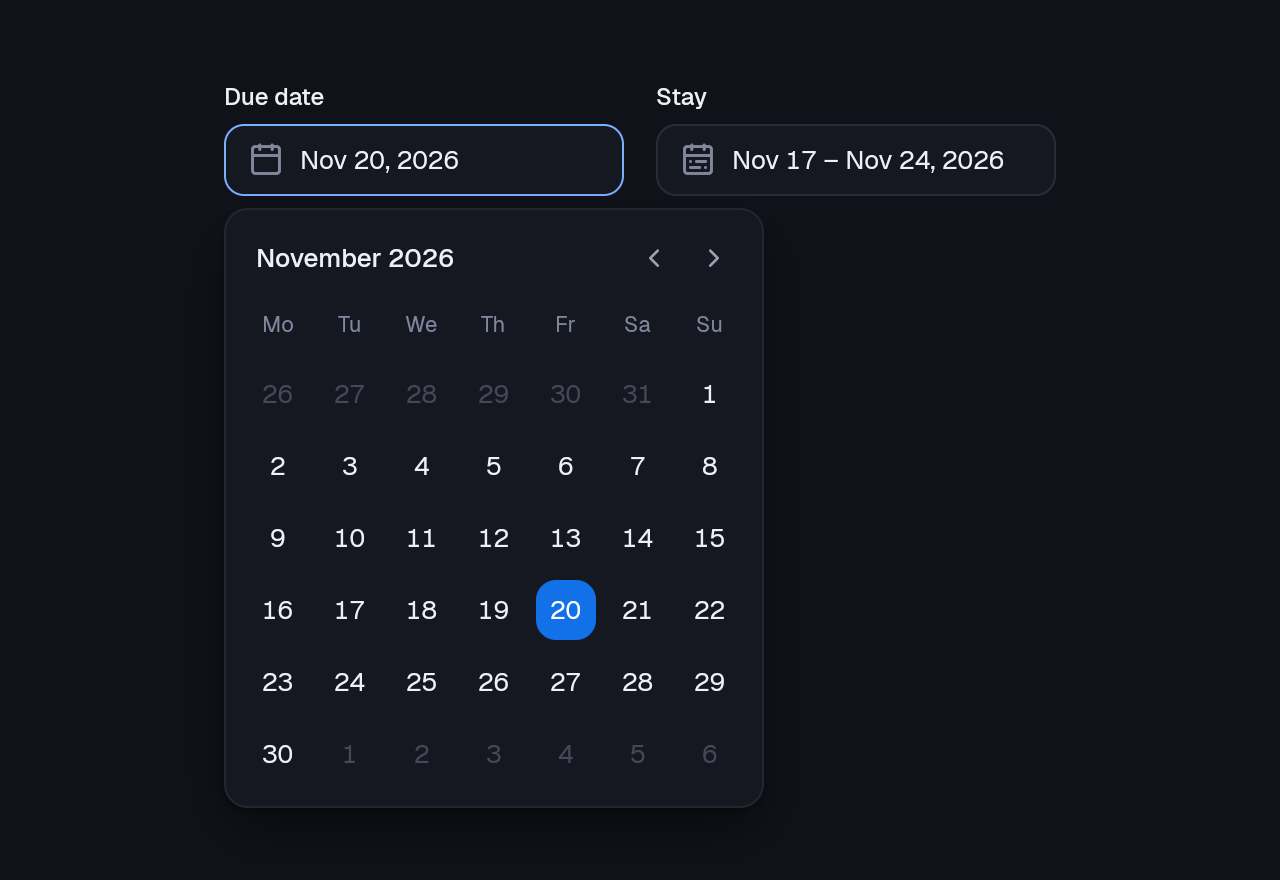 Due date Stay
Nov 20, 2026 Nov 17 – Nov 24, 2026
November 2026
Mo Tu We Th Fr Sa Su
26 27 28 29 30 31 1
2 3 4 5 6 7 8
9 10 11 12 13 14 15
16 17 18 19 20 21 22
23 24 25 26 27 28 29
30 1 2 3 4 5 6